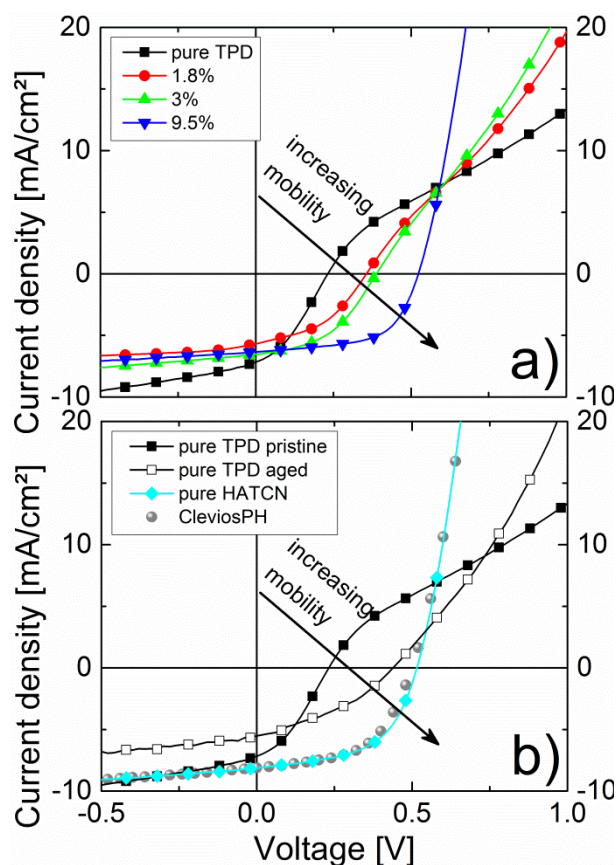 20
20
pure TPD
1.8%
3%
9.5%
10
10
increasing
mobility
0
0
-10
-10
a)
Current density [mA/cm²]
20
20
pure TPD pristine
pure TPD aged
pure HATCN
CleviosPH
10
10
increasing
mobility
0
0
-10
-10
b)
Current density [mA/cm²]
-0.5
0.0
0.5
1.0
Voltage [V]